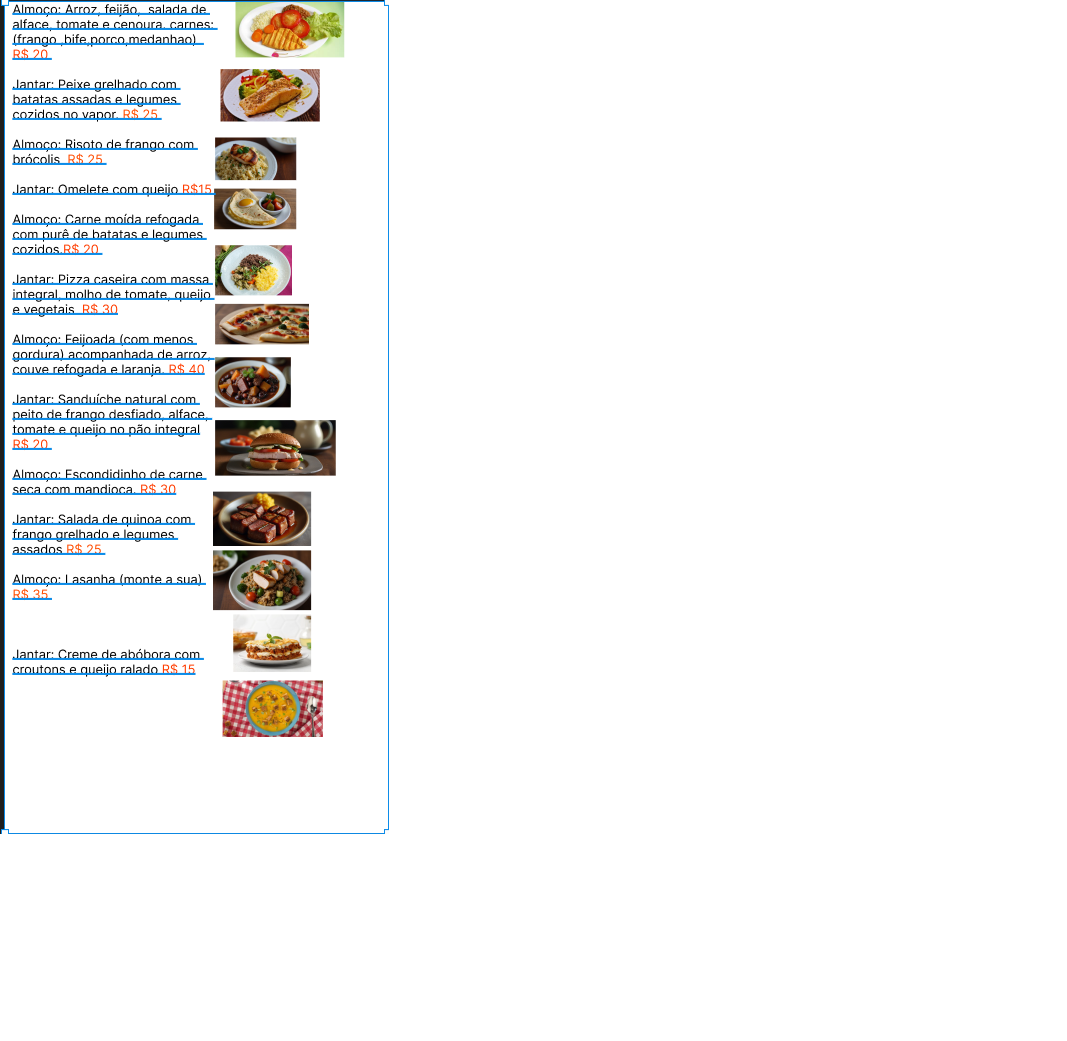 Almoço: Arroz, feijão,  salada de
alface, tomate e cenoura. carnes:
(frango ,bife,porco,medanhao)
R$ 20
Jantar: Peixe grelhado com
batatas assadas e legumes
cozidos no vapor. R$ 25
Almoço: Risoto de frango com
brócolis. R$ 25
Jantar: Omelete com queijo R$15
Almoço: Carne moída refogada
com purê de batatas e legumes
cozidos.R$ 20
Jantar: Pizza caseira com massa
integral, molho de tomate, queijo
e vegetais. R$ 30
Almoço: Feijoada (com menos
gordura) acompanhada de arroz,
couve refogada e laranja. R$ 40
Jantar: Sanduíche natural com
peito de frango desfiado, alface,
tomate e queijo no pão integral
R$ 20
Almoço: Escondidinho de carne
seca com mandioca. R$ 30
Jantar: Salada de quinoa com
frango grelhado e legumes
assados R$ 25
Almoço: Lasanha (monte a sua)
R$ 35
Jantar: Creme de abóbora com
croutons e queijo ralado R$ 15